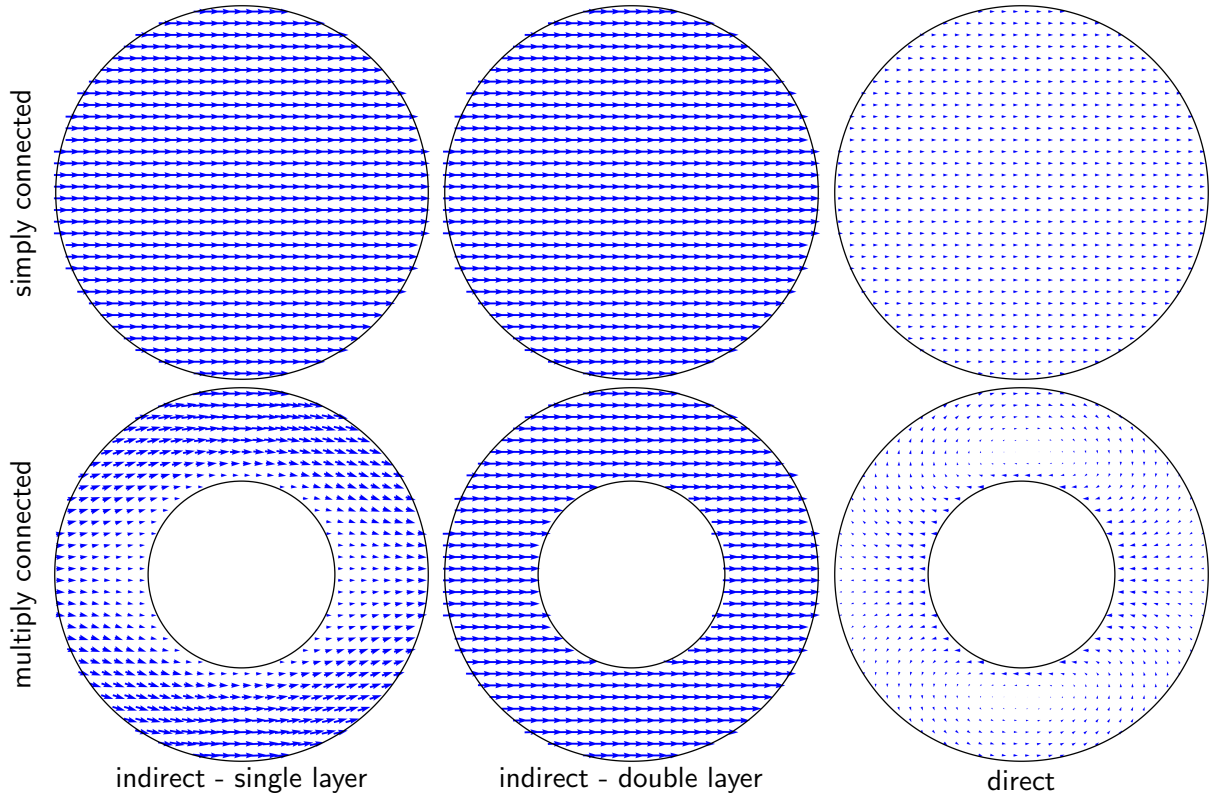 simply connected
multiply connected
indirect - single layer
indirect - double layer
direct